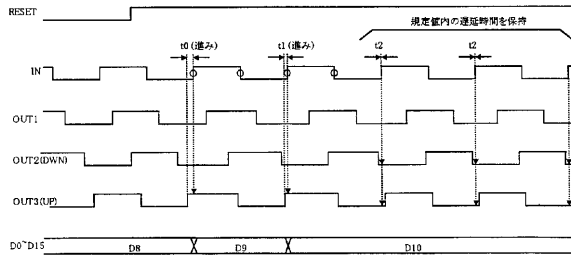 RESET
規定値内の遅延時間を保持
t0(進み)
t1(進み)
t2
t2
IN
OUT1
OUT2(DWN)
OUT3(UP)
D0~D15
D8
D9
D10